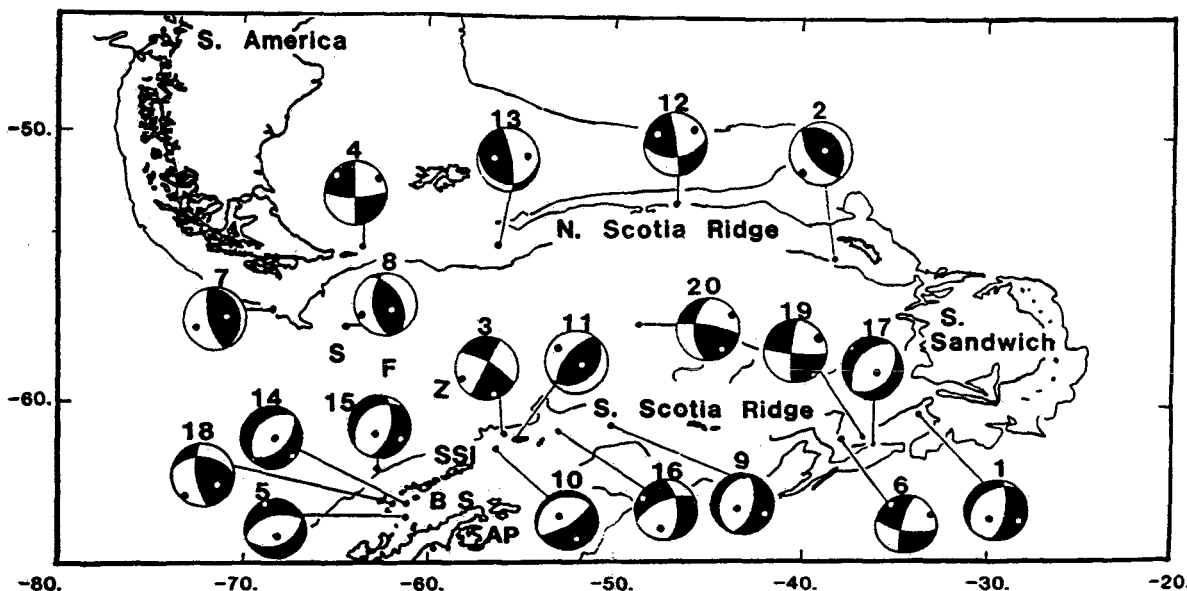 S. America
-50.
13
12
2
4
N. Scotia Ridge
7
8
20
19
17
S.
Sandwich
3
11
S
F
Z
-60.
14
15
S. Scotia Ridge
18
SSI
5
B S.
10
16
9
6
1
AP
-80.
-70.
-60.
-50.
-40.
-30.
-20.